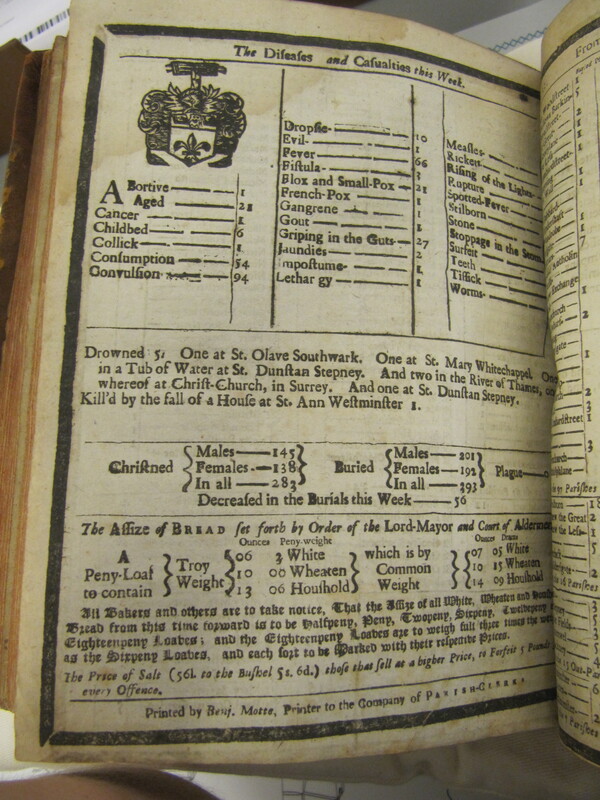 The Diseases and Casualties this Week.
ABortive 1
Aged 21
Cancer 1
Childbed 6
Collick 1
Consumption 54
Convulsion 94
Dropsie 10
Evil 1
Fever 66
Fistula 3
Flox and Small-Pox 21
French-Pox 1
Gangrene 1
Gout 1
Griping in the Guts 27
Jaundies 2
Impostume 1
Lethargy 1
Measles
Rickets
Rising of the Lights
Rupture
Spotted-Fever
Stilborn
Stone
Stoppage in the
Surfeit
Teeth
Tissick
Worms
Drowned 5. One at St. Olave Southwark. One at St. Mary Whitechappel. One
in a Tub of Water at St. Dunstan Stepney. And two in the River of Thames,
whereof at Christ-Church, in Surrey. And one at St. Dunstan Stepney.
Kill'd by the fall of a House at St. Ann Westminster 1.
Christned Males 145 Females 138 In all 283
Buried Males 201 Females 192 In all 393
Plague
Decreased in the Burials this Week 56
The Assize of BREAD set forth by Order of the Lord-Mayor and Court of
Ounces Peny-weight Ounces Drams
A Peny-Loaf to contain Troy Weight
06 3 White
10 00 Wheaten
13 06 Houshold
which is by Common Weight
07 05 White
10 15 Wheaten
14 09 Houshold
All Bakers and others are to take notice, That the Assize of all White, Wheaten and
Bread from this time forward is to be Halfpeny, Peny, Twopeny, Sixpeny, Twelvepeny
Eighteenpeny Loaves; and the Eighteenpeny Loaves are to weigh full three times the
as the Sixpeny Loaves, and each sort to be Marked with their respective Prices.
The Price of Salt (56l. to the Bushel 5s. 6d.) those that sell at a higher Price, to Forfeit 5 Pounds
every Offence.
Printed by Benj. Motte, Printer to the Company of PARISH-CLERKS